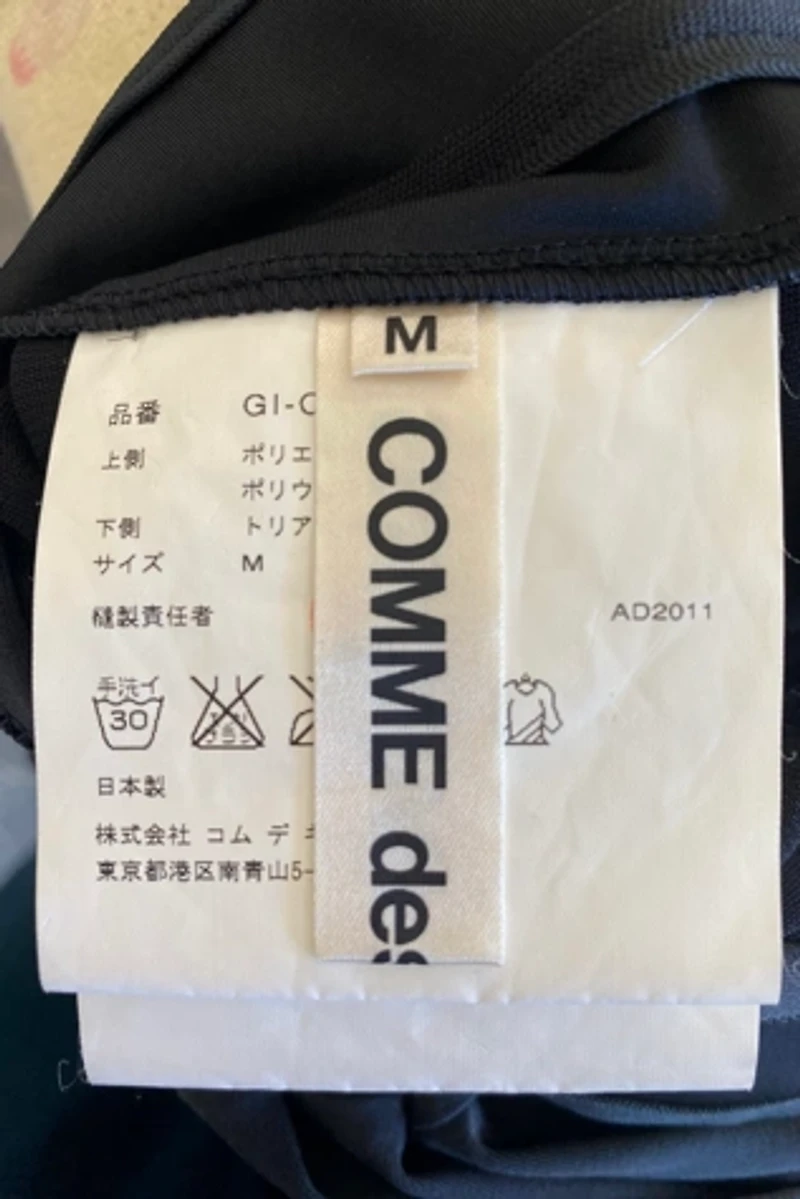 M
COMME des
品番 GI-C
上側 ポリエ
ポリウ
下側 トリア
サイズ M
縫製責任者
AD2011
手洗イ
30
日本製
株式会社 コム デ
東京都港区南青山5-